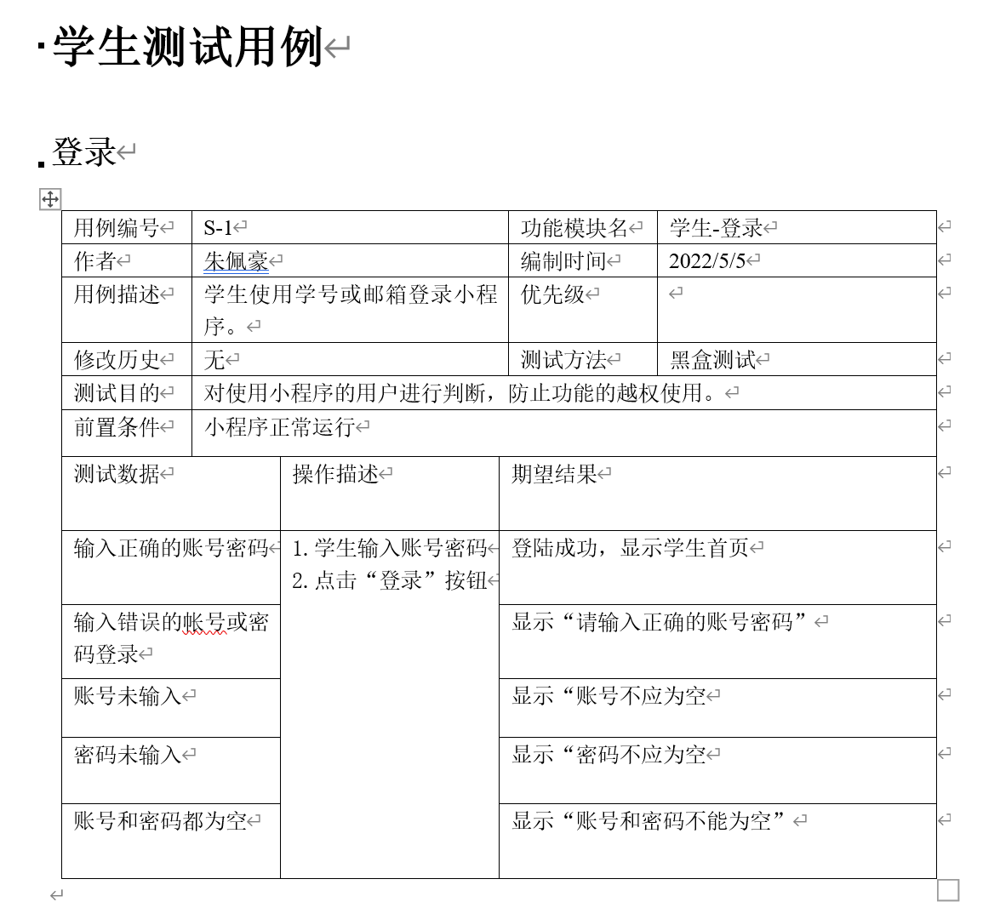 学生测试用例
登录
用例编号 S-1 功能模块名 学生-登录
作者 朱佩豪 编制时间 2022/5/5
用例描述 学生使用学号或邮箱登录小程 优先级
序。
修改历史 无 测试方法 黑盒测试
测试目的 对使用小程序的用户进行判断，防止功能的越权使用。
前置条件 小程序正常运行
测试数据 操作描述 期望结果
输入正确的账号密码 1.学生输入账号密码 登陆成功，显示学生首页
2.点击“登录”按钮
输入错误的帐号或密 显示“请输入正确的账号密码”
码登录
账号未输入 显示“账号不应为空
密码未输入 显示“密码不应为空
账号和密码都为空 显示“账号和密码不能为空”